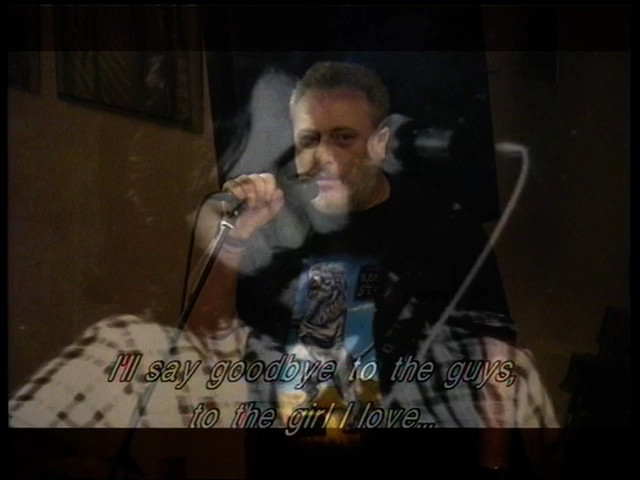 I'll say goodbye to the guys,
to the girl I love...